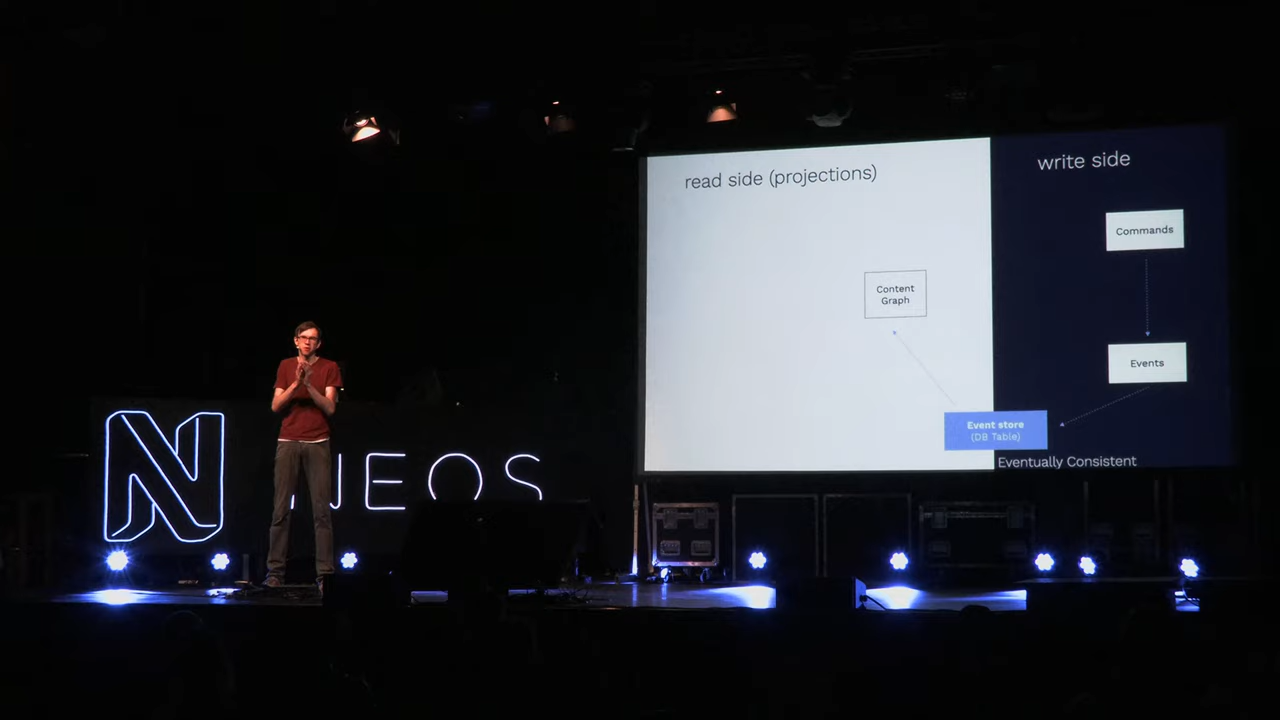 read side (projections)
write side
Commands
Content
Graph
Events
Event store
(DB Table)
Eventually Consistent
N
NEOS